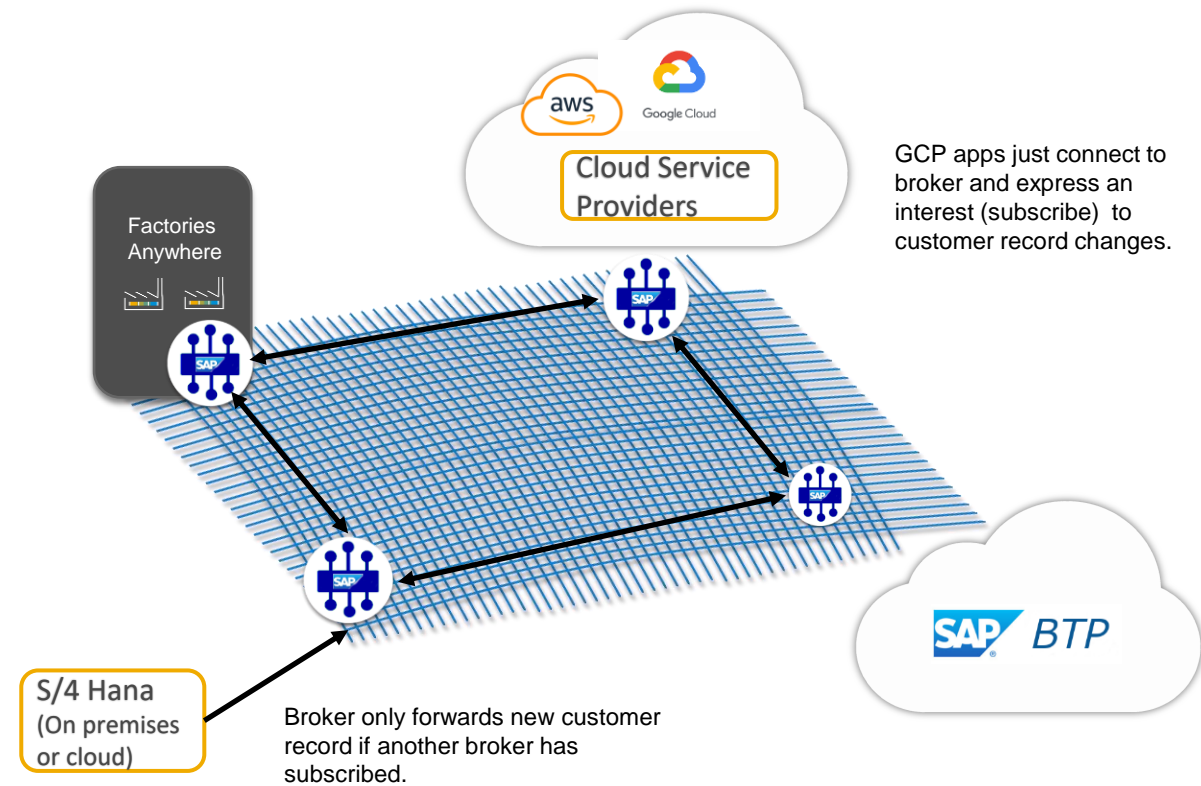 aws
Google Cloud
Cloud Service
Providers
GCP apps just connect to
broker and express an
interest (subscribe)  to
customer record changes.
Factories
Anywhere
SAP
SAP
SAP
SAP
SAP® BTP
S/4 Hana
(On premises
or cloud)
Broker only forwards new customer
record if another broker has
subscribed.